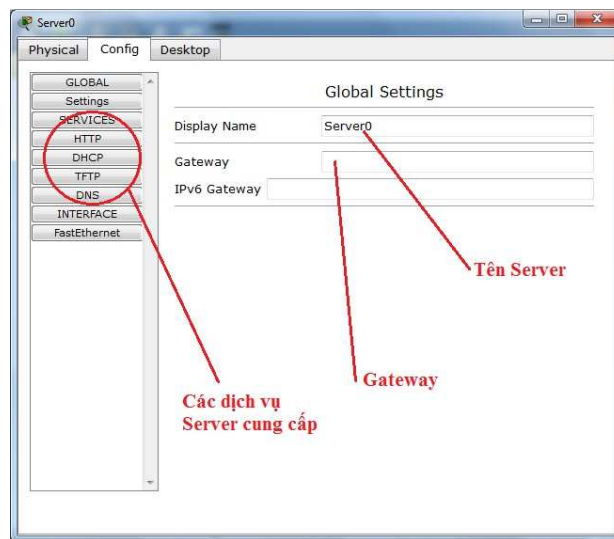 Server0
Physical Config Desktop
GLOBAL
Settings
SERVICES
HTTP
DHCP
TFTP
DNS
INTERFACE
FastEthernet
Global Settings
Display Name Server0
Gateway
IPv6 Gateway
Tên Server
Gateway
Các dịch vụ
Server cung cấp